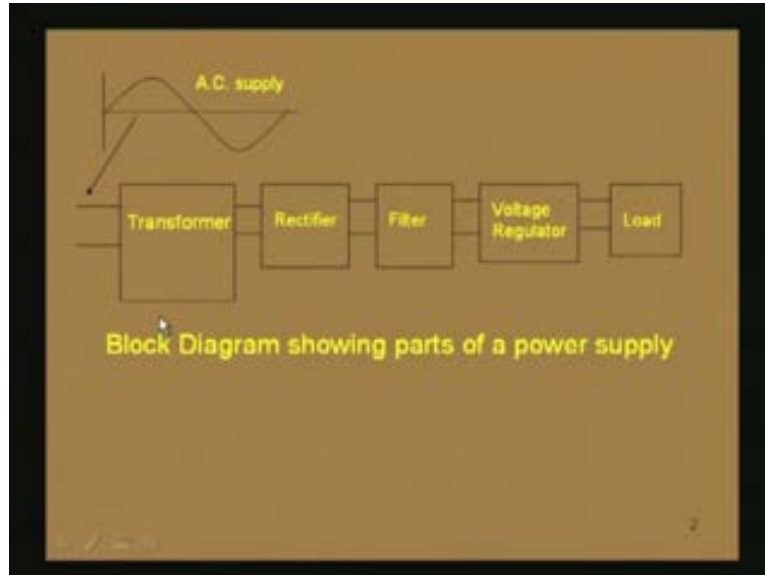 A.C. supply
Transformer
Rectifier
Filter
Voltage
Regulator
Load
Block Diagram showing parts of a power supply
2